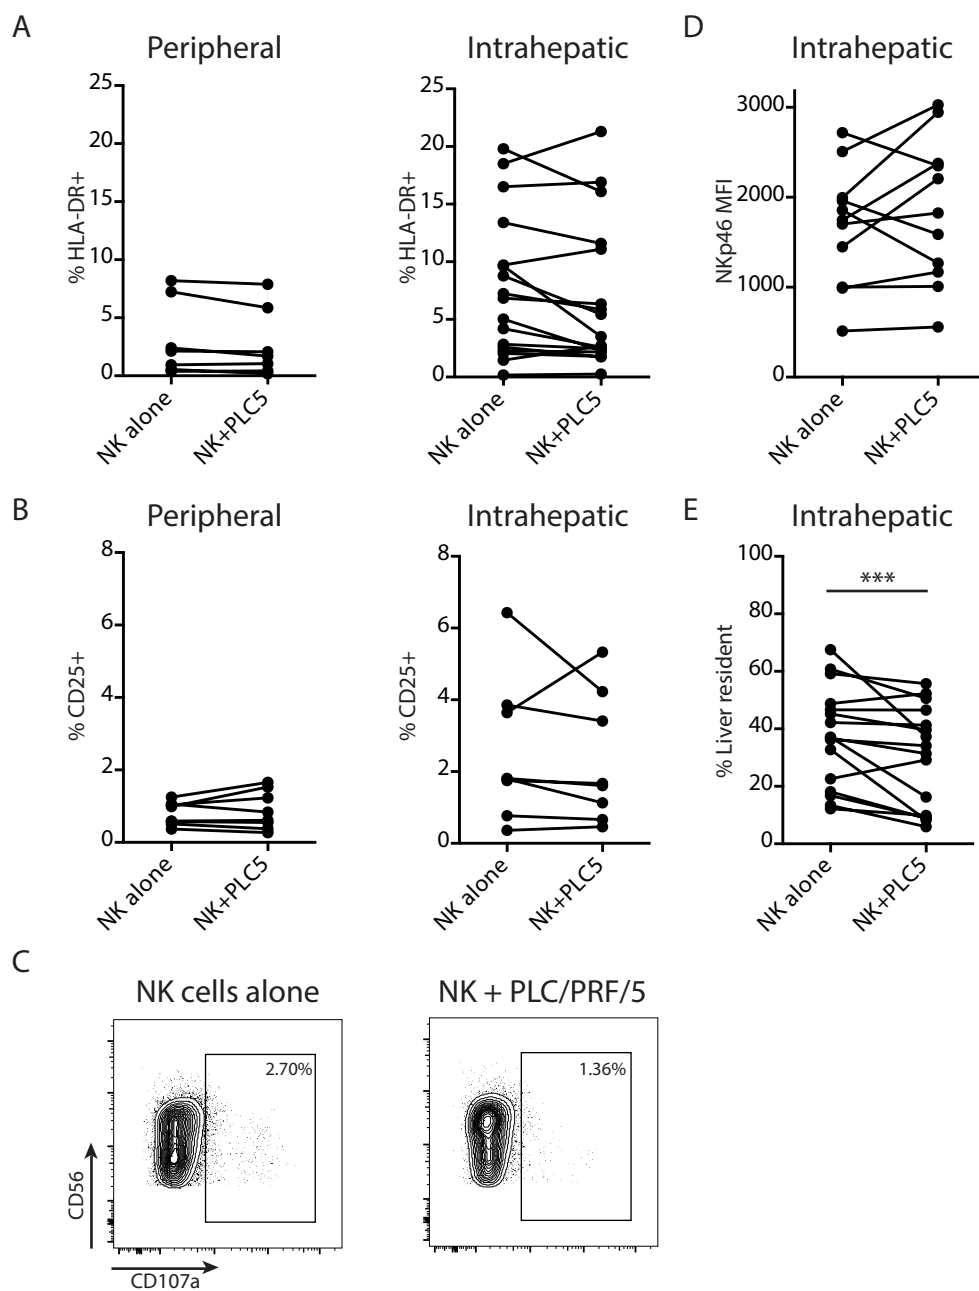 A
Peripheral
% HLA-DR+
25
20
15
10
5
0
NK alone
NK+PLC5
Intrahepatic
% HLA-DR+
25
20
15
10
5
0
NK alone
NK+PLC5
D
Intrahepatic
NKp46 MFI
3000
2000
1000
0
NK alone
NK+PLC5
B
Peripheral
% CD25+
8
6
4
2
0
NK alone
NK+PLC5
Intrahepatic
% CD25+
8
6
4
2
0
NK alone
NK+PLC5
E
Intrahepatic
% Liver resident
100
80
60
40
20
0
***
NK alone
NK+PLC5
C
NK cells alone
2.70%
CD56
CD107a
NK + PLC/PRF/5
1.36%